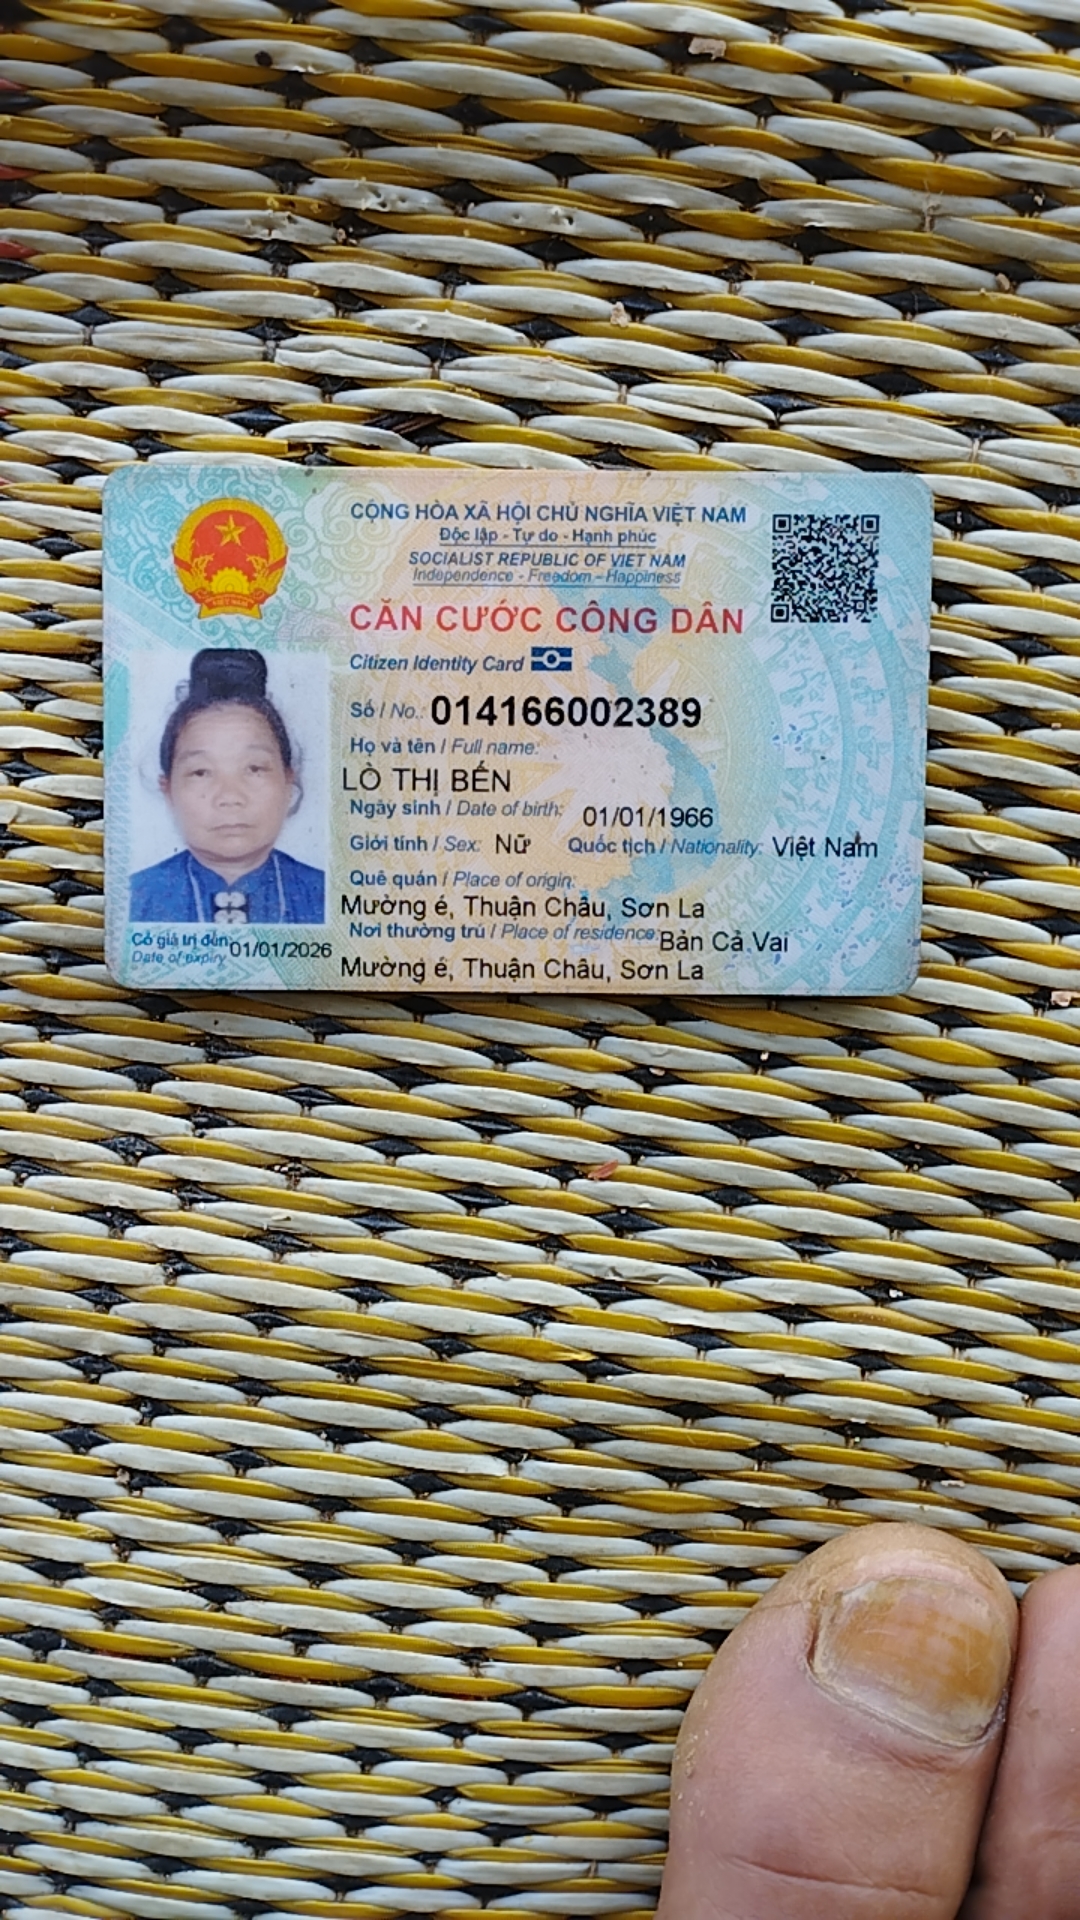 CỘNG HÒA XÃ HỘI CHỦ NGHĨA VIỆT NAM
Độc lập - Tự do - Hạnh phúc
SOCIALIST REPUBLIC OF VIET NAM
Independence - Freedom - Happiness
CĂN CƯỚC CÔNG DÂN
Citizen Identity Card
Số / No.: 014166002389
Họ và tên / Full name:
LÒ THỊ BẾN
Ngày sinh / Date of birth: 01/01/1966
Giới tính / Sex: Nữ Quốc tịch / Nationality: Việt Nam
Quê quán / Place of origin:
Mường é, Thuận Châu, Sơn La
Nơi thường trú / Place of residence: Bản Cả Vai
Mường é, Thuận Châu, Sơn La
Có giá trị đến: 01/01/2026
Date of expiry
VIỆT NAM